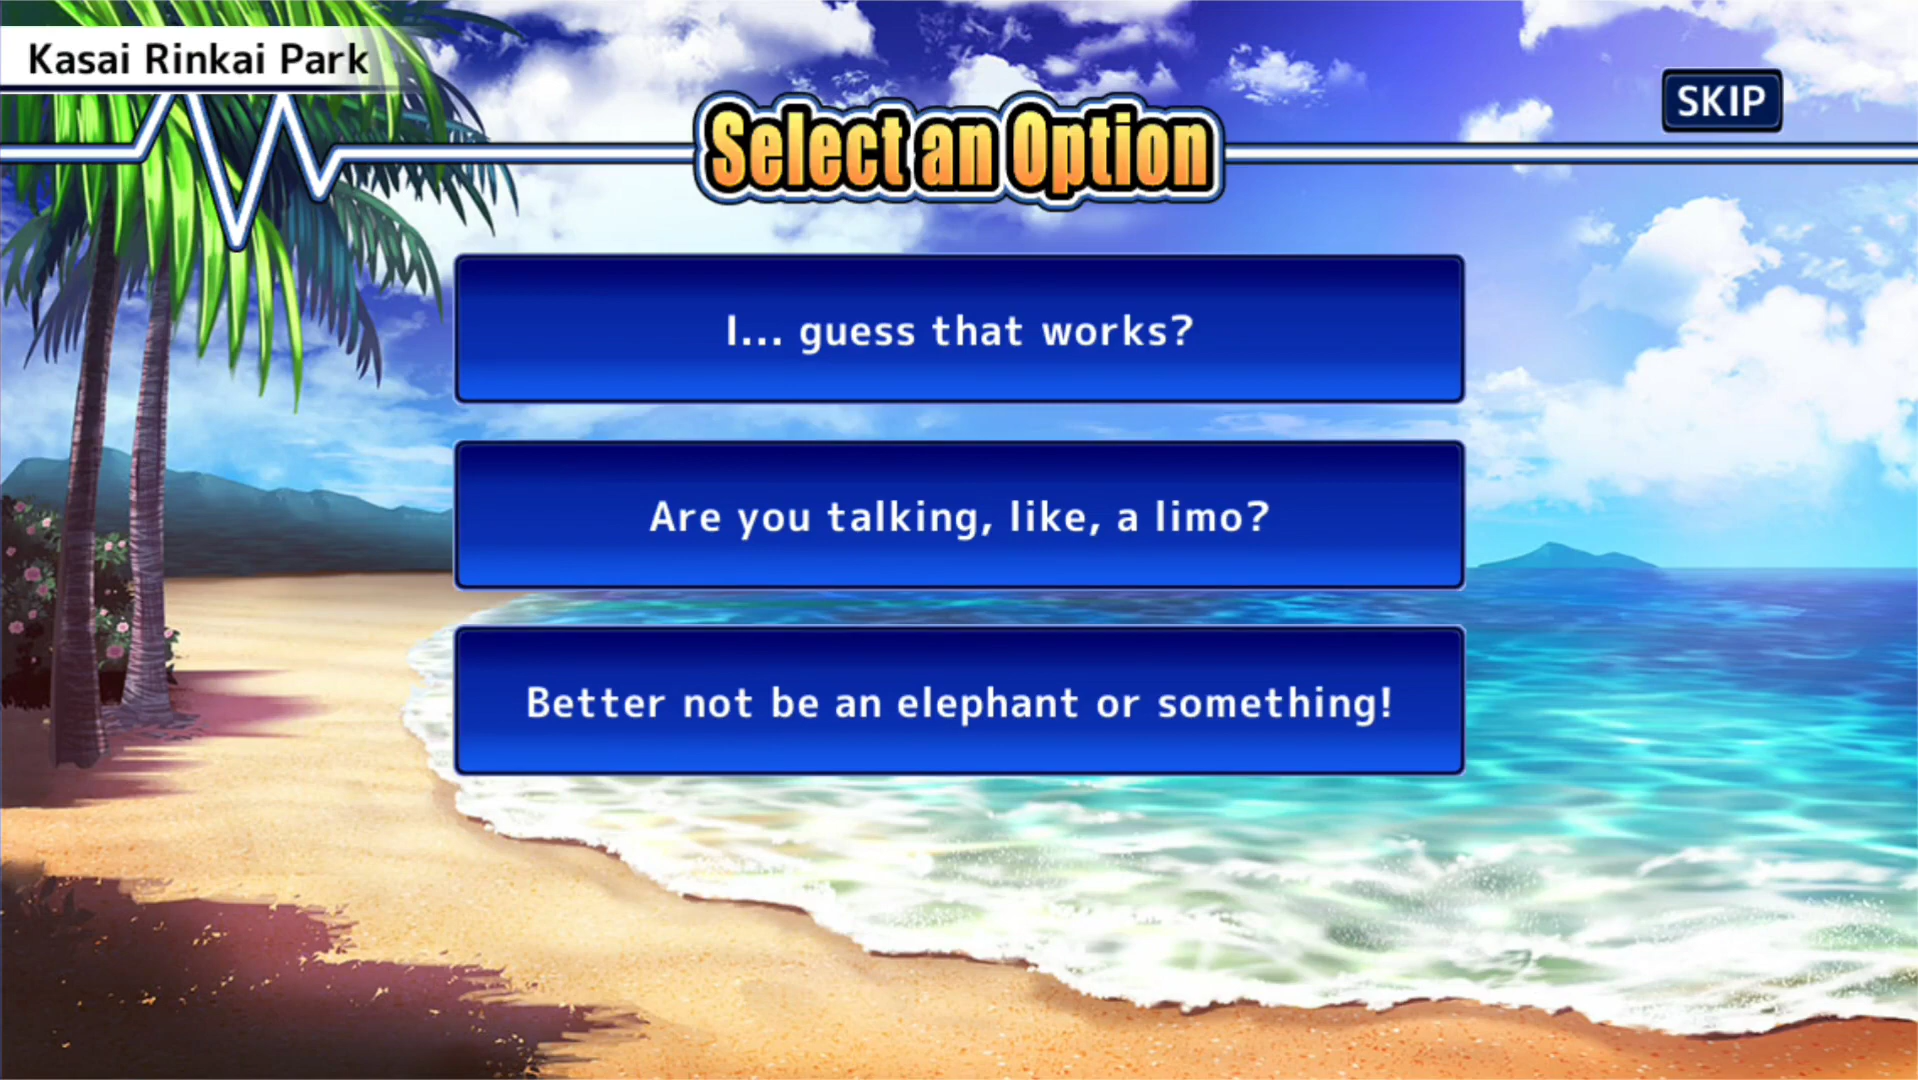 Kasai Rinkai Park
SKIP
Select an Option
I... guess that works?
Are you talking, like, a limo?
Better not be an elephant or something!